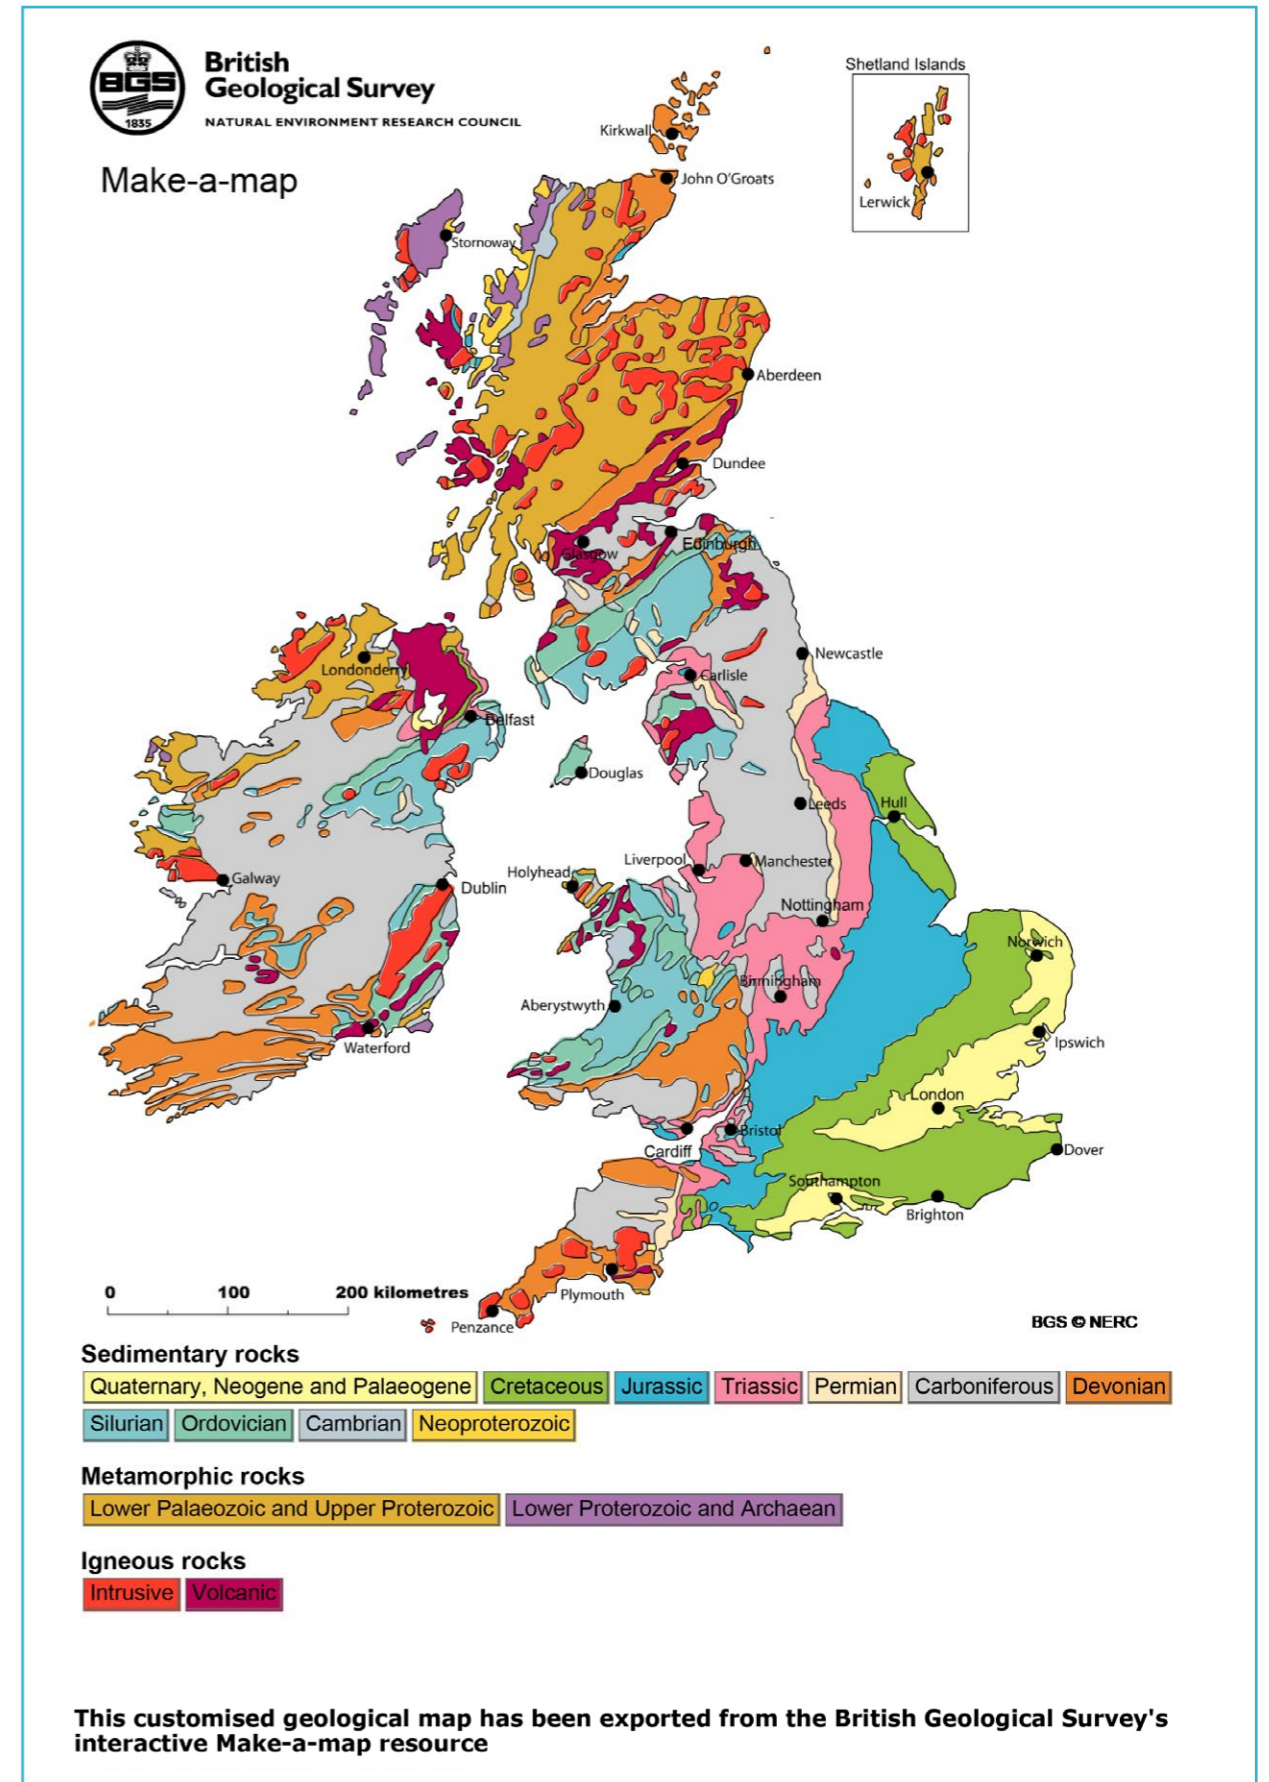 British
Geological Survey
NATURAL ENVIRONMENT RESEARCH COUNCIL
BGS
1835
Make-a-map
Shetland Islands
Lerwick
Kirkwall
John O'Groats
Stornoway
Aberdeen
Dundee
Edinburgh
Glasgow
Londonderry
Newcastle
Carlisle
Belfast
Douglas
Leeds
Hull
Liverpool
Manchester
Holyhead
Galway
Dublin
Nottingham
Norwich
Birmingham
Aberystwyth
Ipswich
Waterford
London
Bristol
Cardiff
Dover
Southampton
Brighton
Plymouth
Penzance
0 100 200 kilometres
BGS © NERC
Sedimentary rocks
Quaternary, Neogene and Palaeogene Cretaceous Jurassic Triassic Permian Carboniferous Devonian
Silurian Ordovician Cambrian Neoproterozoic
Metamorphic rocks
Lower Palaeozoic and Upper Proterozoic Lower Proterozoic and Archaean
Igneous rocks
Intrusive Volcanic
This customised geological map has been exported from the British Geological Survey's
interactive Make-a-map resource